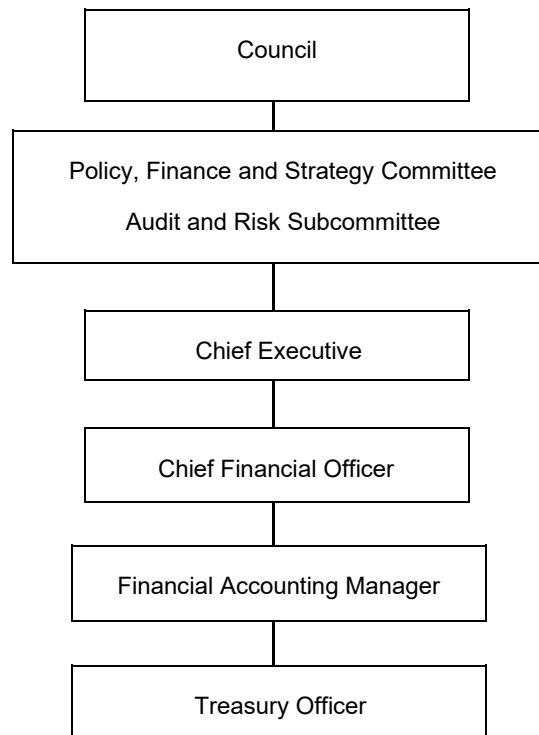 Council
Policy, Finance and Strategy Committee
Audit and Risk Subcommittee
Chief Executive
Chief Financial Officer
Financial Accounting Manager
Treasury Officer